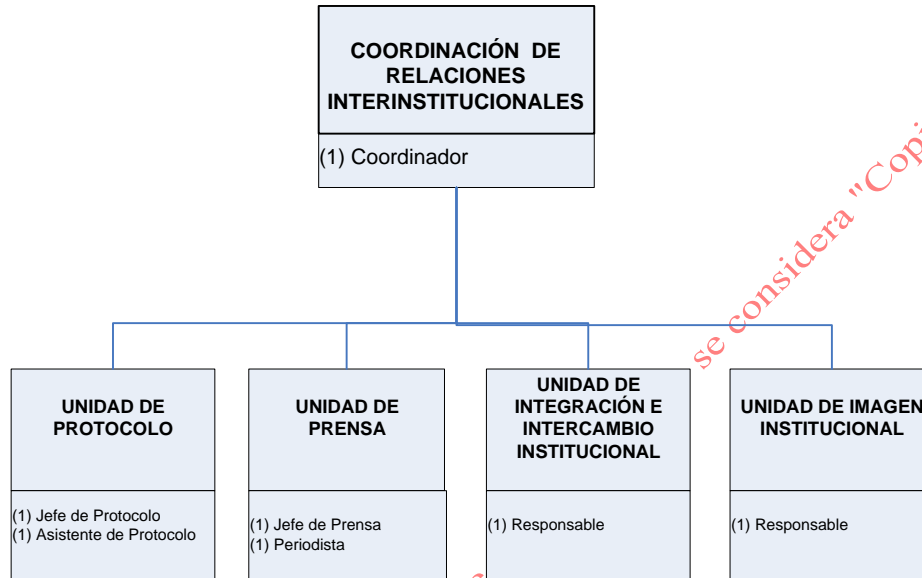 COORDINACIÓN DE
RELACIONES
INTERINSTITUCIONALES
(1) Coordinador
se considera "Copi
UNIDAD DE
PROTOCOLO
(1) Jefe de Protocolo
(1) Asistente de Protocolo
UNIDAD DE
PRENSA
(1) Jefe de Prensa
(1) Periodista
UNIDAD DE
INTEGRACIÓN E
INTERCAMBIO
INSTITUCIONAL
(1) Responsable
UNIDAD DE IMAGEN
INSTITUCIONAL
(1) Responsable